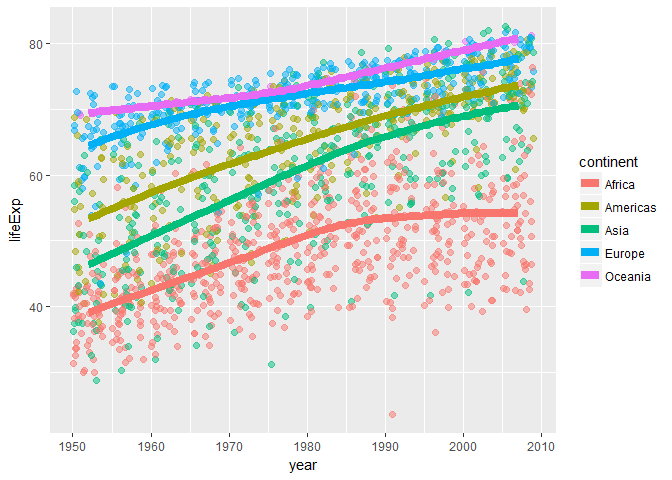 80
60
40
lifeExp
1950 1960 1970 1980 1990 2000 2010
year
continent
Africa
Americas
Asia
Europe
Oceania